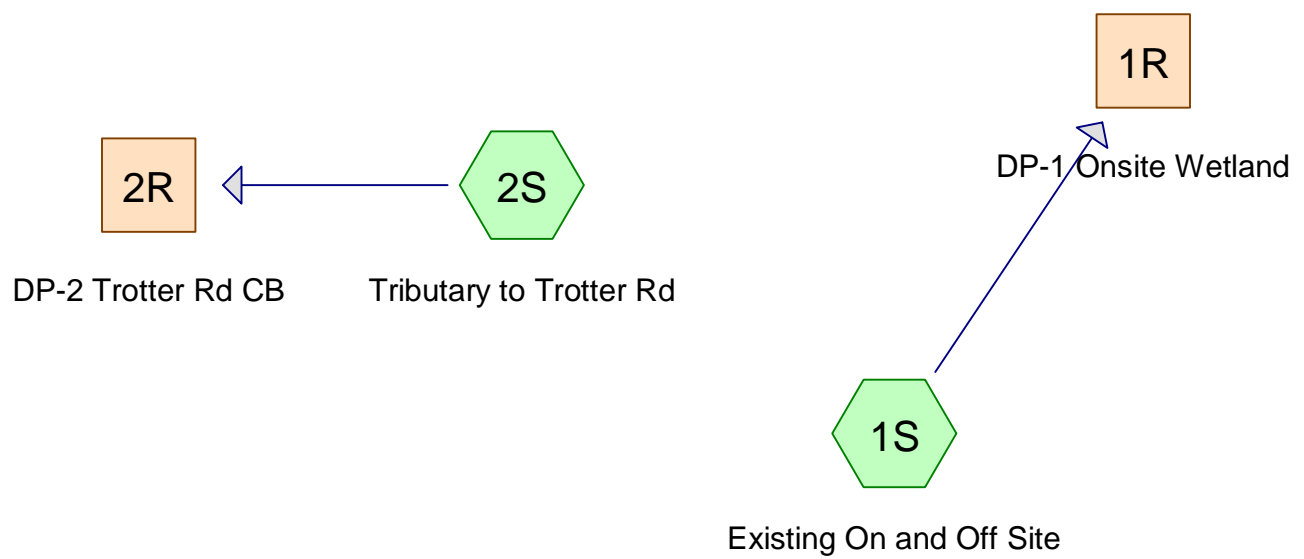 1R
DP-1 Onsite Wetland
2R
2S
DP-2 Trotter Rd CB
Tributary to Trotter Rd
1S
Existing On and Off Site